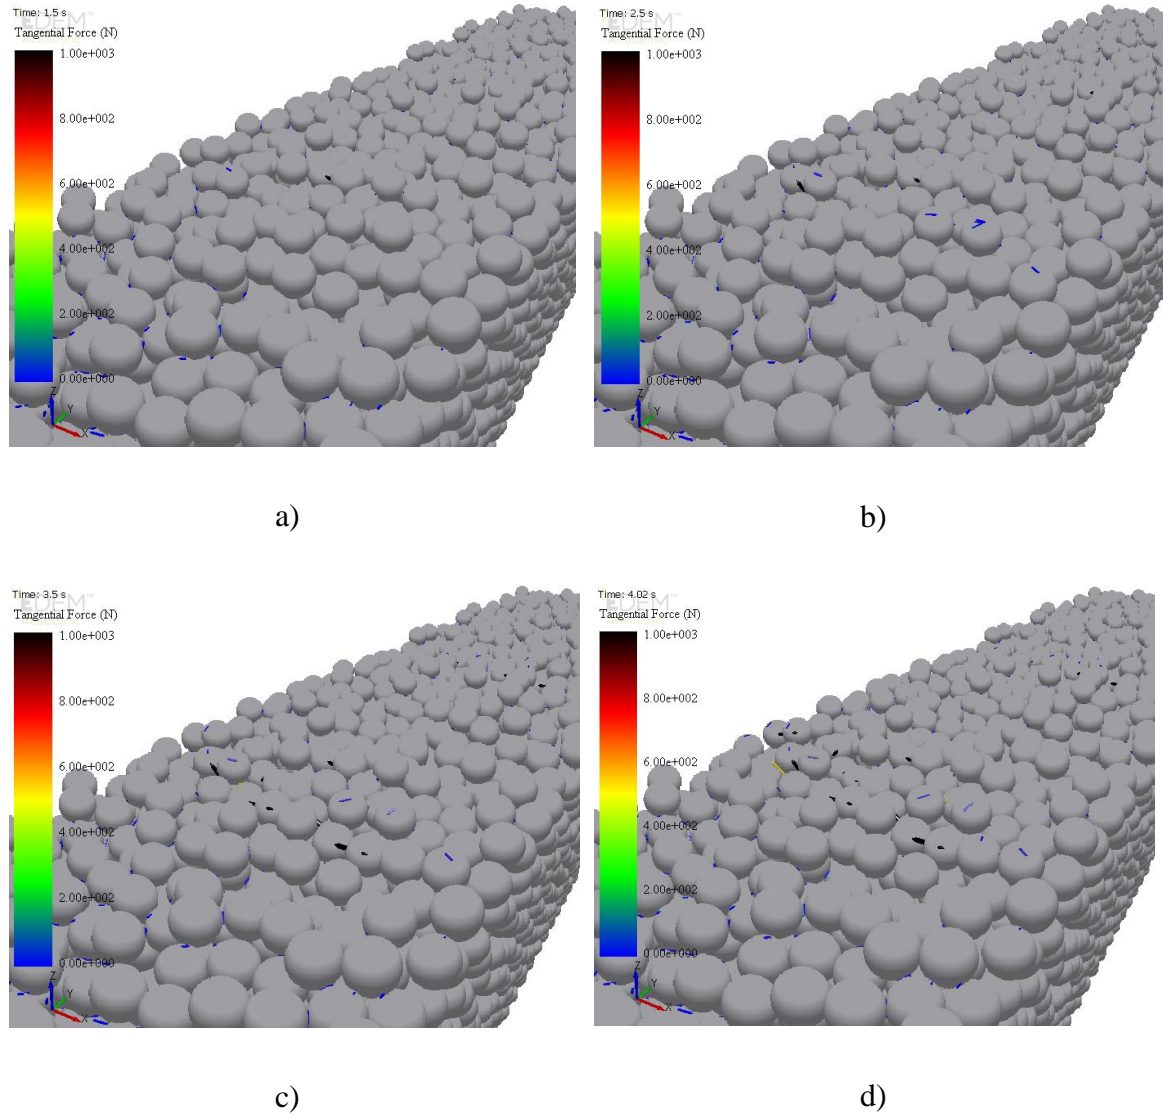 Time: 1.5 s
EDEM™
Tangential Force (N)
1.00e+003
8.00e+002
6.00e+002
4.00e+002
2.00e+002
0.00e+000
Z
Y
X
a)
Time: 2.5 s
EDEM™
Tangential Force (N)
1.00e+003
8.00e+002
6.00e+002
4.00e+002
2.00e+002
0.00e+000
Z
Y
X
b)
Time: 3.5 s
EDEM™
Tangential Force (N)
1.00e+003
8.00e+002
6.00e+002
4.00e+002
2.00e+002
0.00e+000
Z
Y
X
c)
Time: 4.02 s
EDEM™
Tangential Force (N)
1.00e+003
8.00e+002
6.00e+002
4.00e+002
2.00e+002
0.00e+000
Z
Y
X
d)